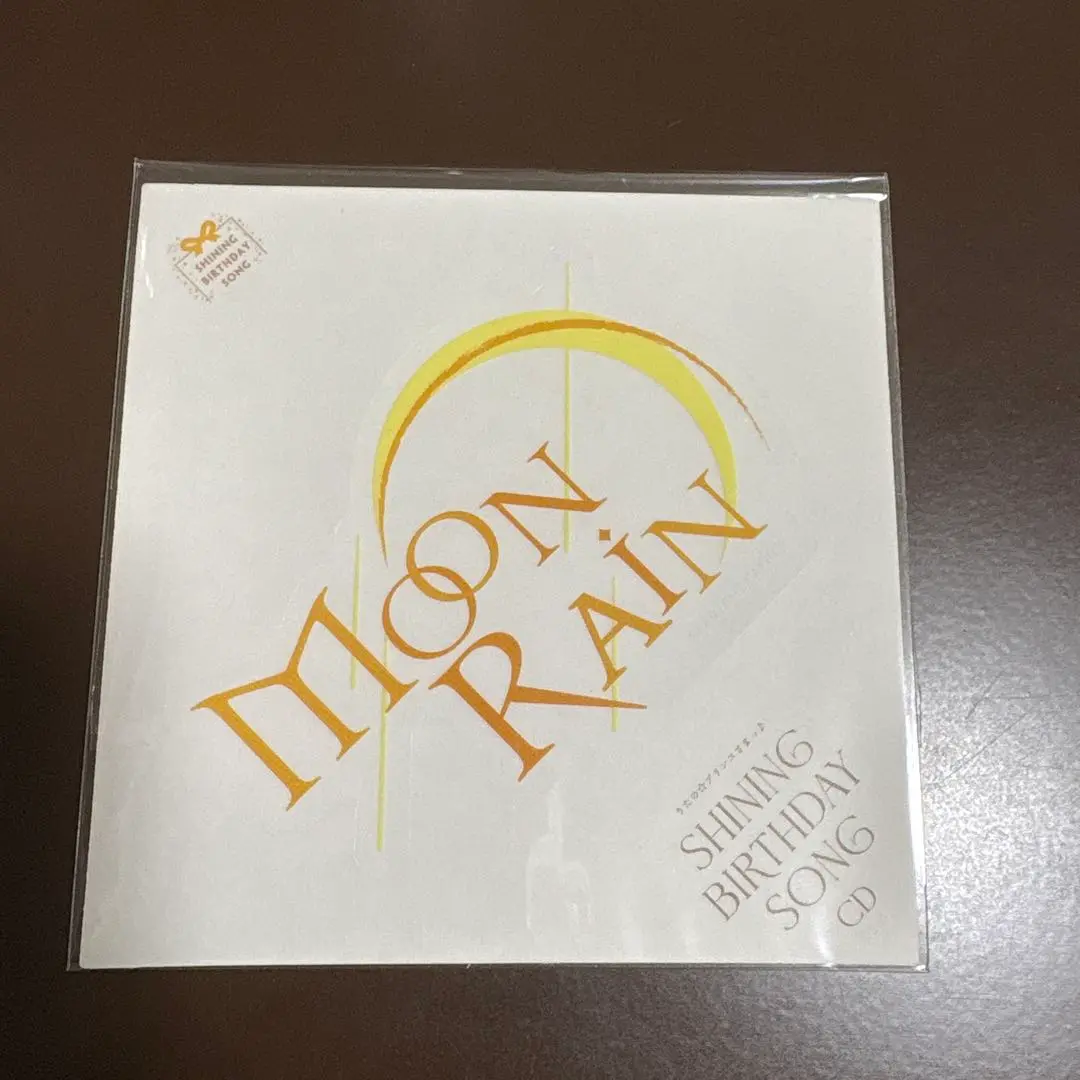 SHINING
BIRTHDAY
SONG
MOON
RAiN
うたの☆プリンスさまっ♪
SHINING
BIRTHDAY
SONG
CD